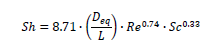 Sh = 8.71 · (D_eq / L) · Re^0.74 · Sc^0.33